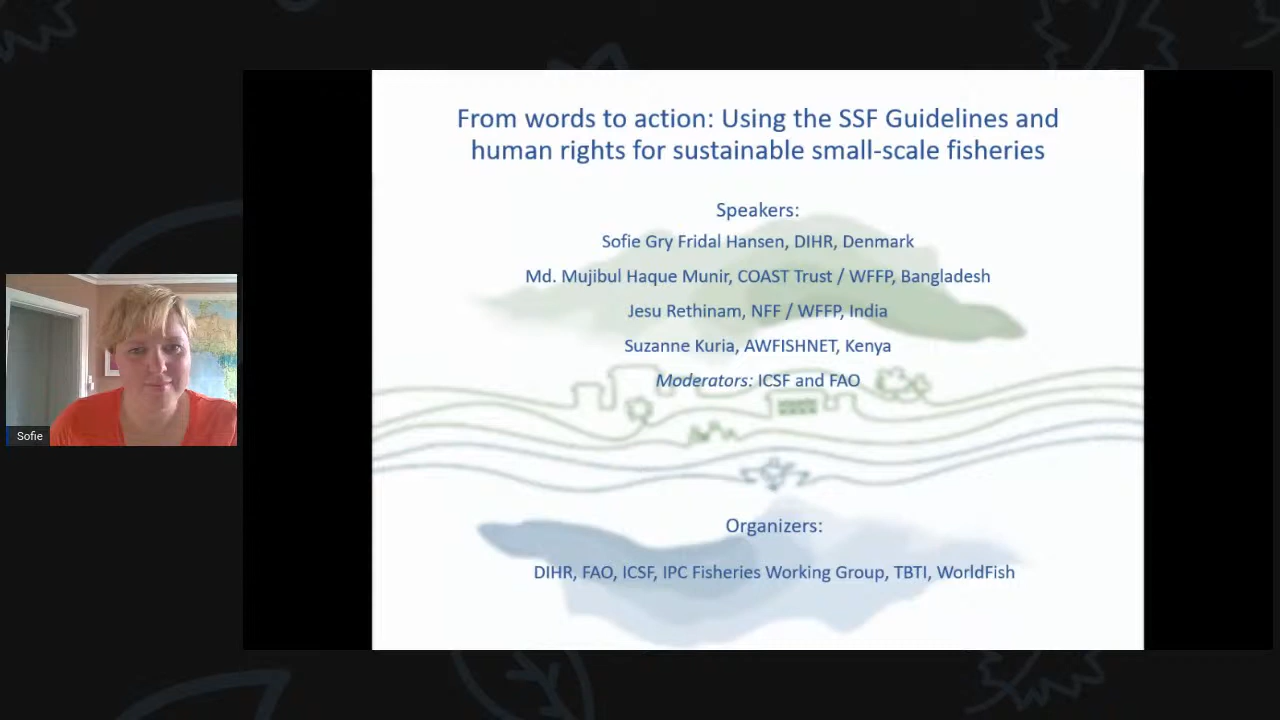 From words to action: Using the SSF Guidelines and
human rights for sustainable small-scale fisheries
Speakers:
Sofie Gry Fridal Hansen, DIHR, Denmark
Md. Mujibul Haque Munir, COAST Trust / WFFP, Bangladesh
Jesu Rethinam, NFF / WFFP, India
Suzanne Kuria, AWFISHNET, Kenya
Moderators: ICSF and FAO
Organizers:
DIHR, FAO, ICSF, IPC Fisheries Working Group, TBTI, WorldFish
Sofie